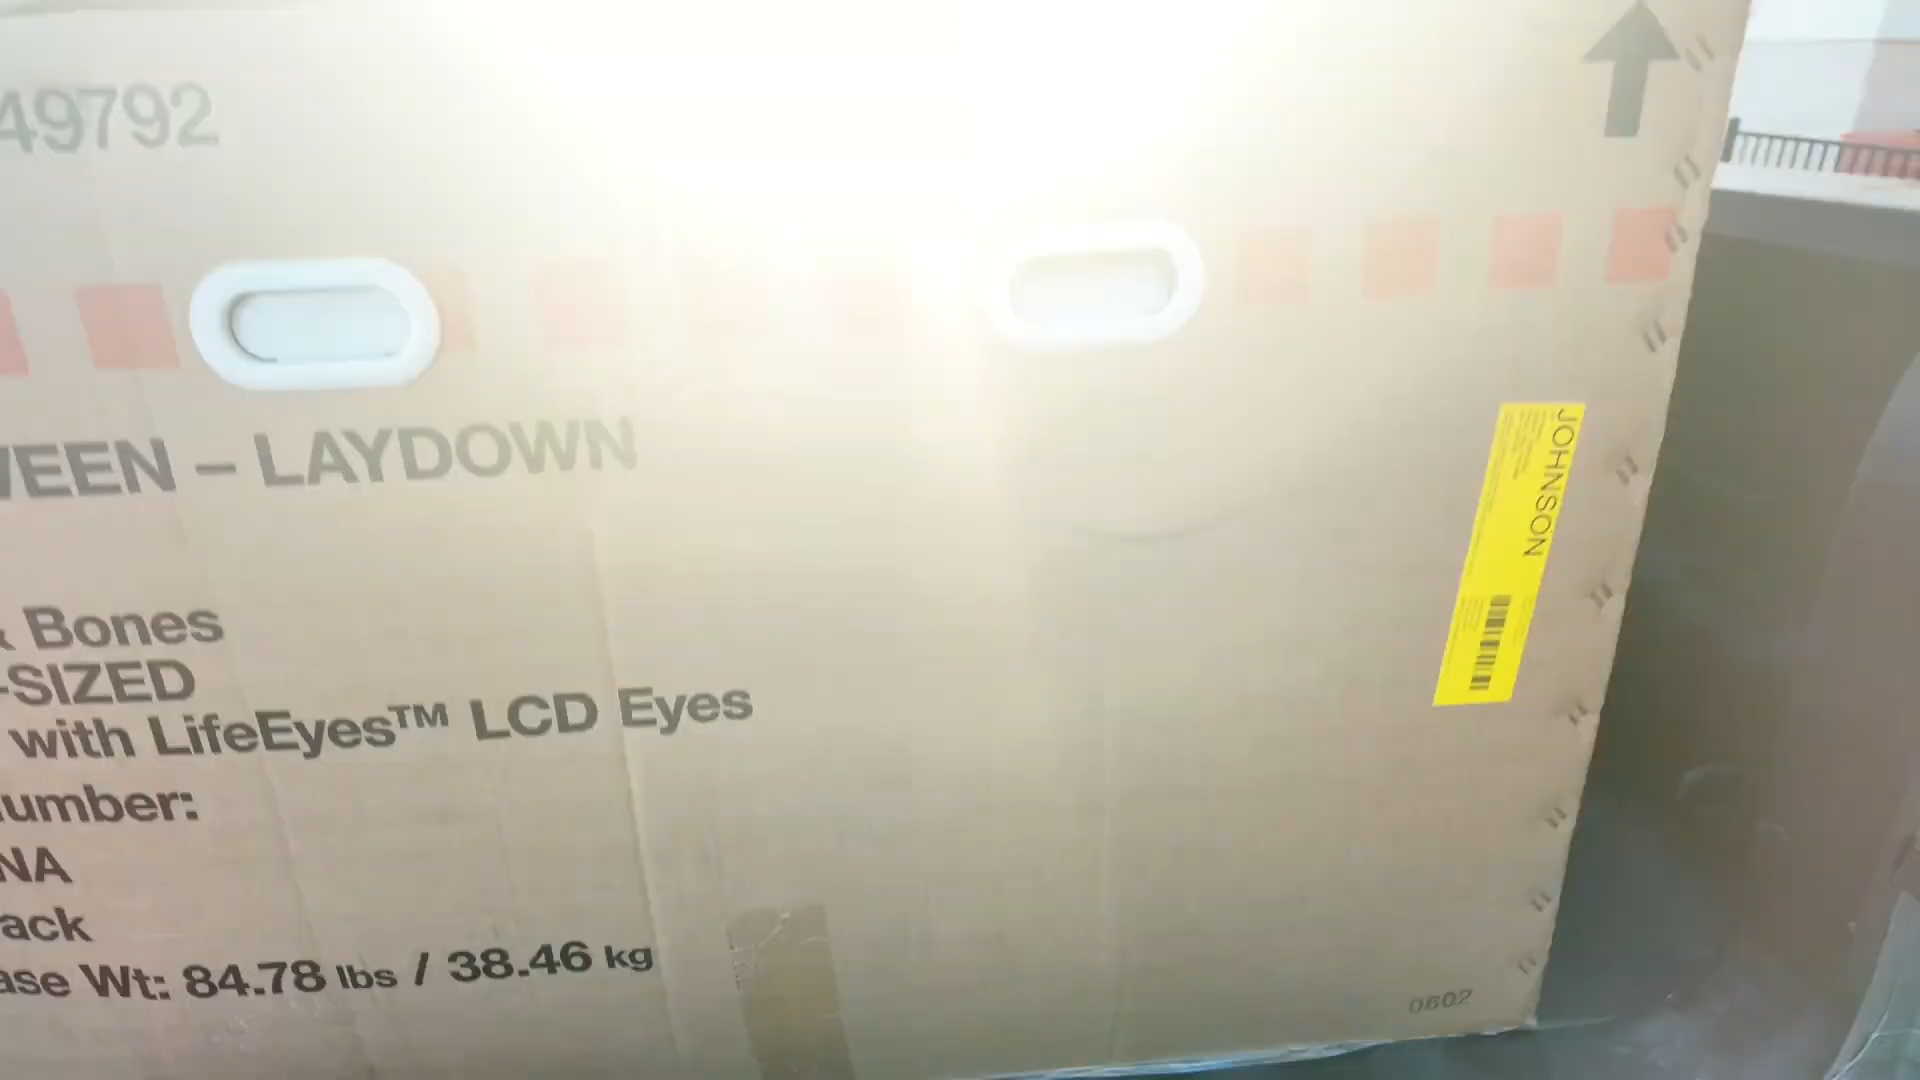 49792
VEEN – LAYDOWN
& Bones
-SIZED
with LifeEyes™ LCD Eyes
umber:
NA
ack
ase Wt: 84.78 lbs / 38.46 kg
JOHNSON
0602